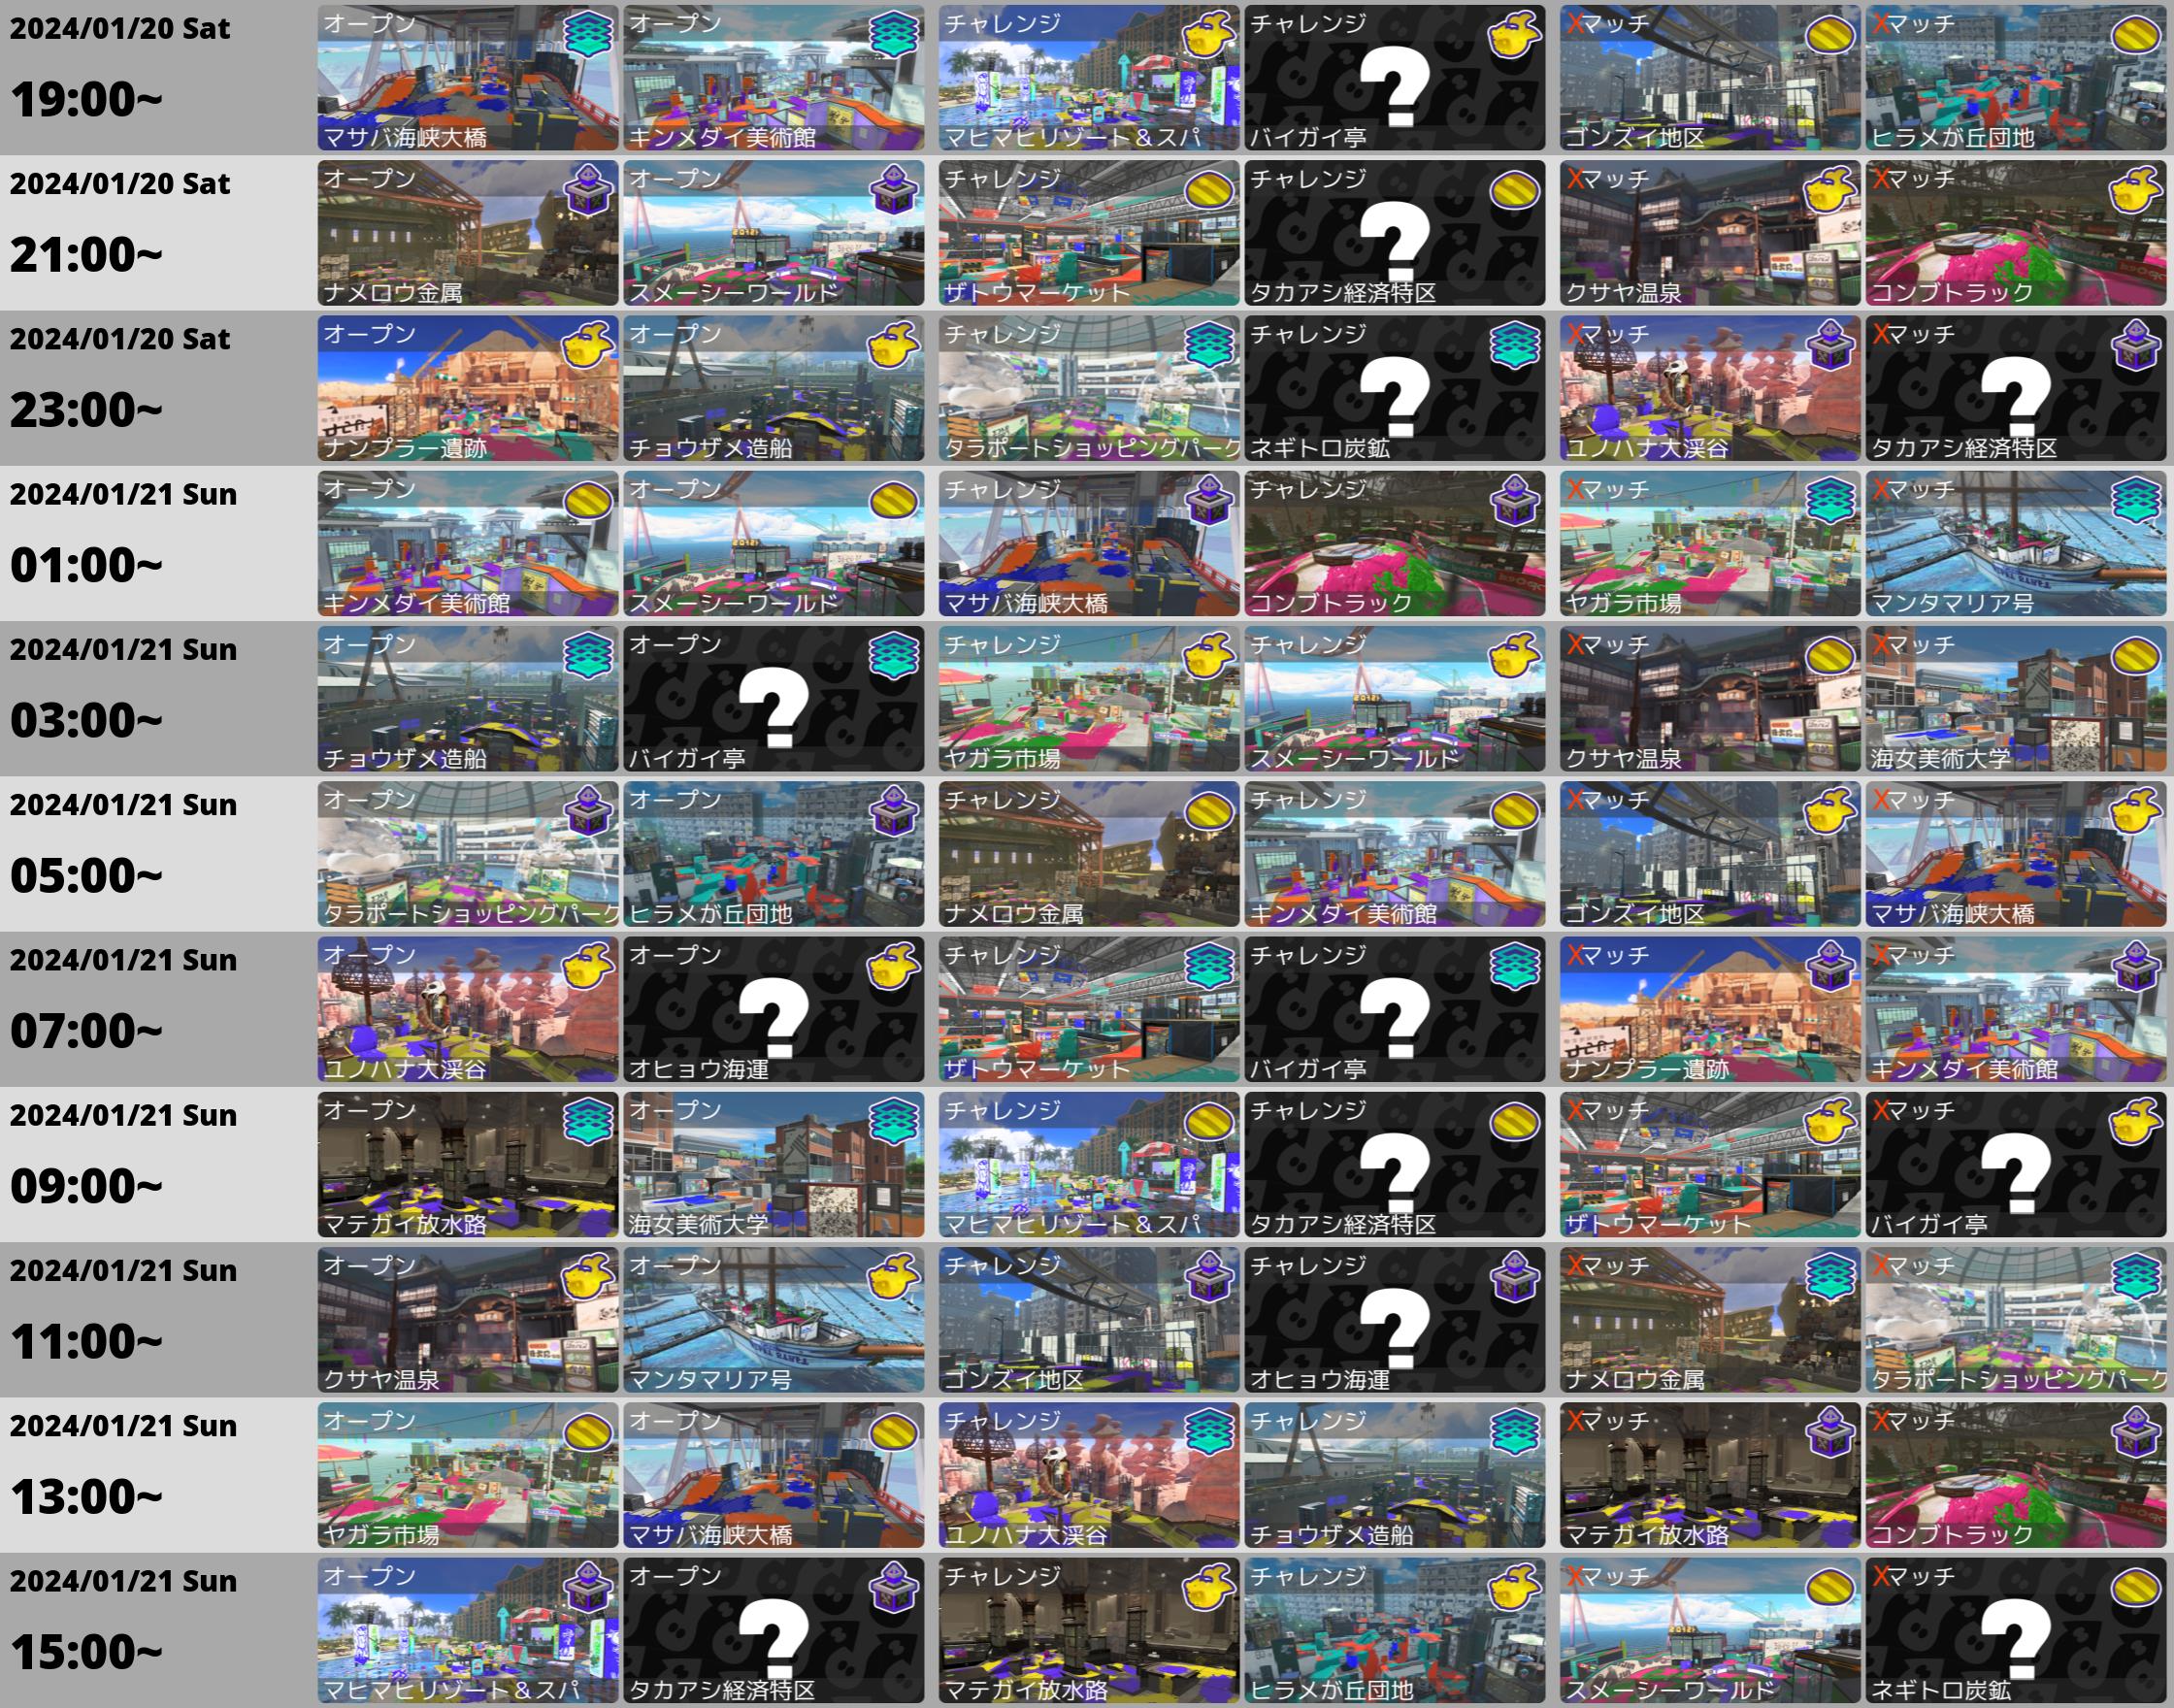 2024/01/20 Sat
19:00~
オープン
マサバ海峡大橋
オープン
キンメダイ美術館
チャレンジ
マヒマヒリゾート＆スパ
チャレンジ
バイガイ亭
Xマッチ
ゴンズイ地区
Xマッチ
ヒラメが丘団地
2024/01/20 Sat
21:00~
オープン
ナメロウ金属
オープン
スメーシーワールド
チャレンジ
ザトウマーケット
チャレンジ
タカアシ経済特区
Xマッチ
クサヤ温泉
Xマッチ
コンブトラック
2024/01/20 Sat
23:00~
オープン
ナンプラー遺跡
オープン
チョウザメ造船
チャレンジ
タラポートショッピングパーク
チャレンジ
ネギトロ炭鉱
Xマッチ
ユノハナ大渓谷
Xマッチ
タカアシ経済特区
2024/01/21 Sun
01:00~
オープン
キンメダイ美術館
オープン
スメーシーワールド
チャレンジ
マサバ海峡大橋
チャレンジ
コンブトラック
Xマッチ
ヤガラ市場
Xマッチ
マンタマリア号
2024/01/21 Sun
03:00~
オープン
チョウザメ造船
オープン
バイガイ亭
チャレンジ
ヤガラ市場
チャレンジ
スメーシーワールド
Xマッチ
クサヤ温泉
Xマッチ
海女美術大学
2024/01/21 Sun
05:00~
オープン
タラポートショッピングパーク
オープン
ヒラメが丘団地
チャレンジ
ナメロウ金属
チャレンジ
キンメダイ美術館
Xマッチ
ゴンズイ地区
Xマッチ
マサバ海峡大橋
2024/01/21 Sun
07:00~
オープン
ユノハナ大渓谷
オープン
オヒョウ海運
チャレンジ
ザトウマーケット
チャレンジ
バイガイ亭
Xマッチ
ナンプラー遺跡
Xマッチ
キンメダイ美術館
2024/01/21 Sun
09:00~
オープン
マテガイ放水路
オープン
海女美術大学
チャレンジ
マヒマヒリゾート＆スパ
チャレンジ
タカアシ経済特区
Xマッチ
ザトウマーケット
Xマッチ
バイガイ亭
2024/01/21 Sun
11:00~
オープン
クサヤ温泉
オープン
マンタマリア号
チャレンジ
ゴンズイ地区
チャレンジ
オヒョウ海運
Xマッチ
ナメロウ金属
Xマッチ
タラポートショッピングパーク
2024/01/21 Sun
13:00~
オープン
ヤガラ市場
オープン
マサバ海峡大橋
チャレンジ
ユノハナ大渓谷
チャレンジ
チョウザメ造船
Xマッチ
マテガイ放水路
Xマッチ
コンブトラック
2024/01/21 Sun
15:00~
オープン
マヒマヒリゾート＆スパ
オープン
タカアシ経済特区
チャレンジ
マテガイ放水路
チャレンジ
ヒラメが丘団地
Xマッチ
スメーシーワールド
Xマッチ
ネギトロ炭鉱